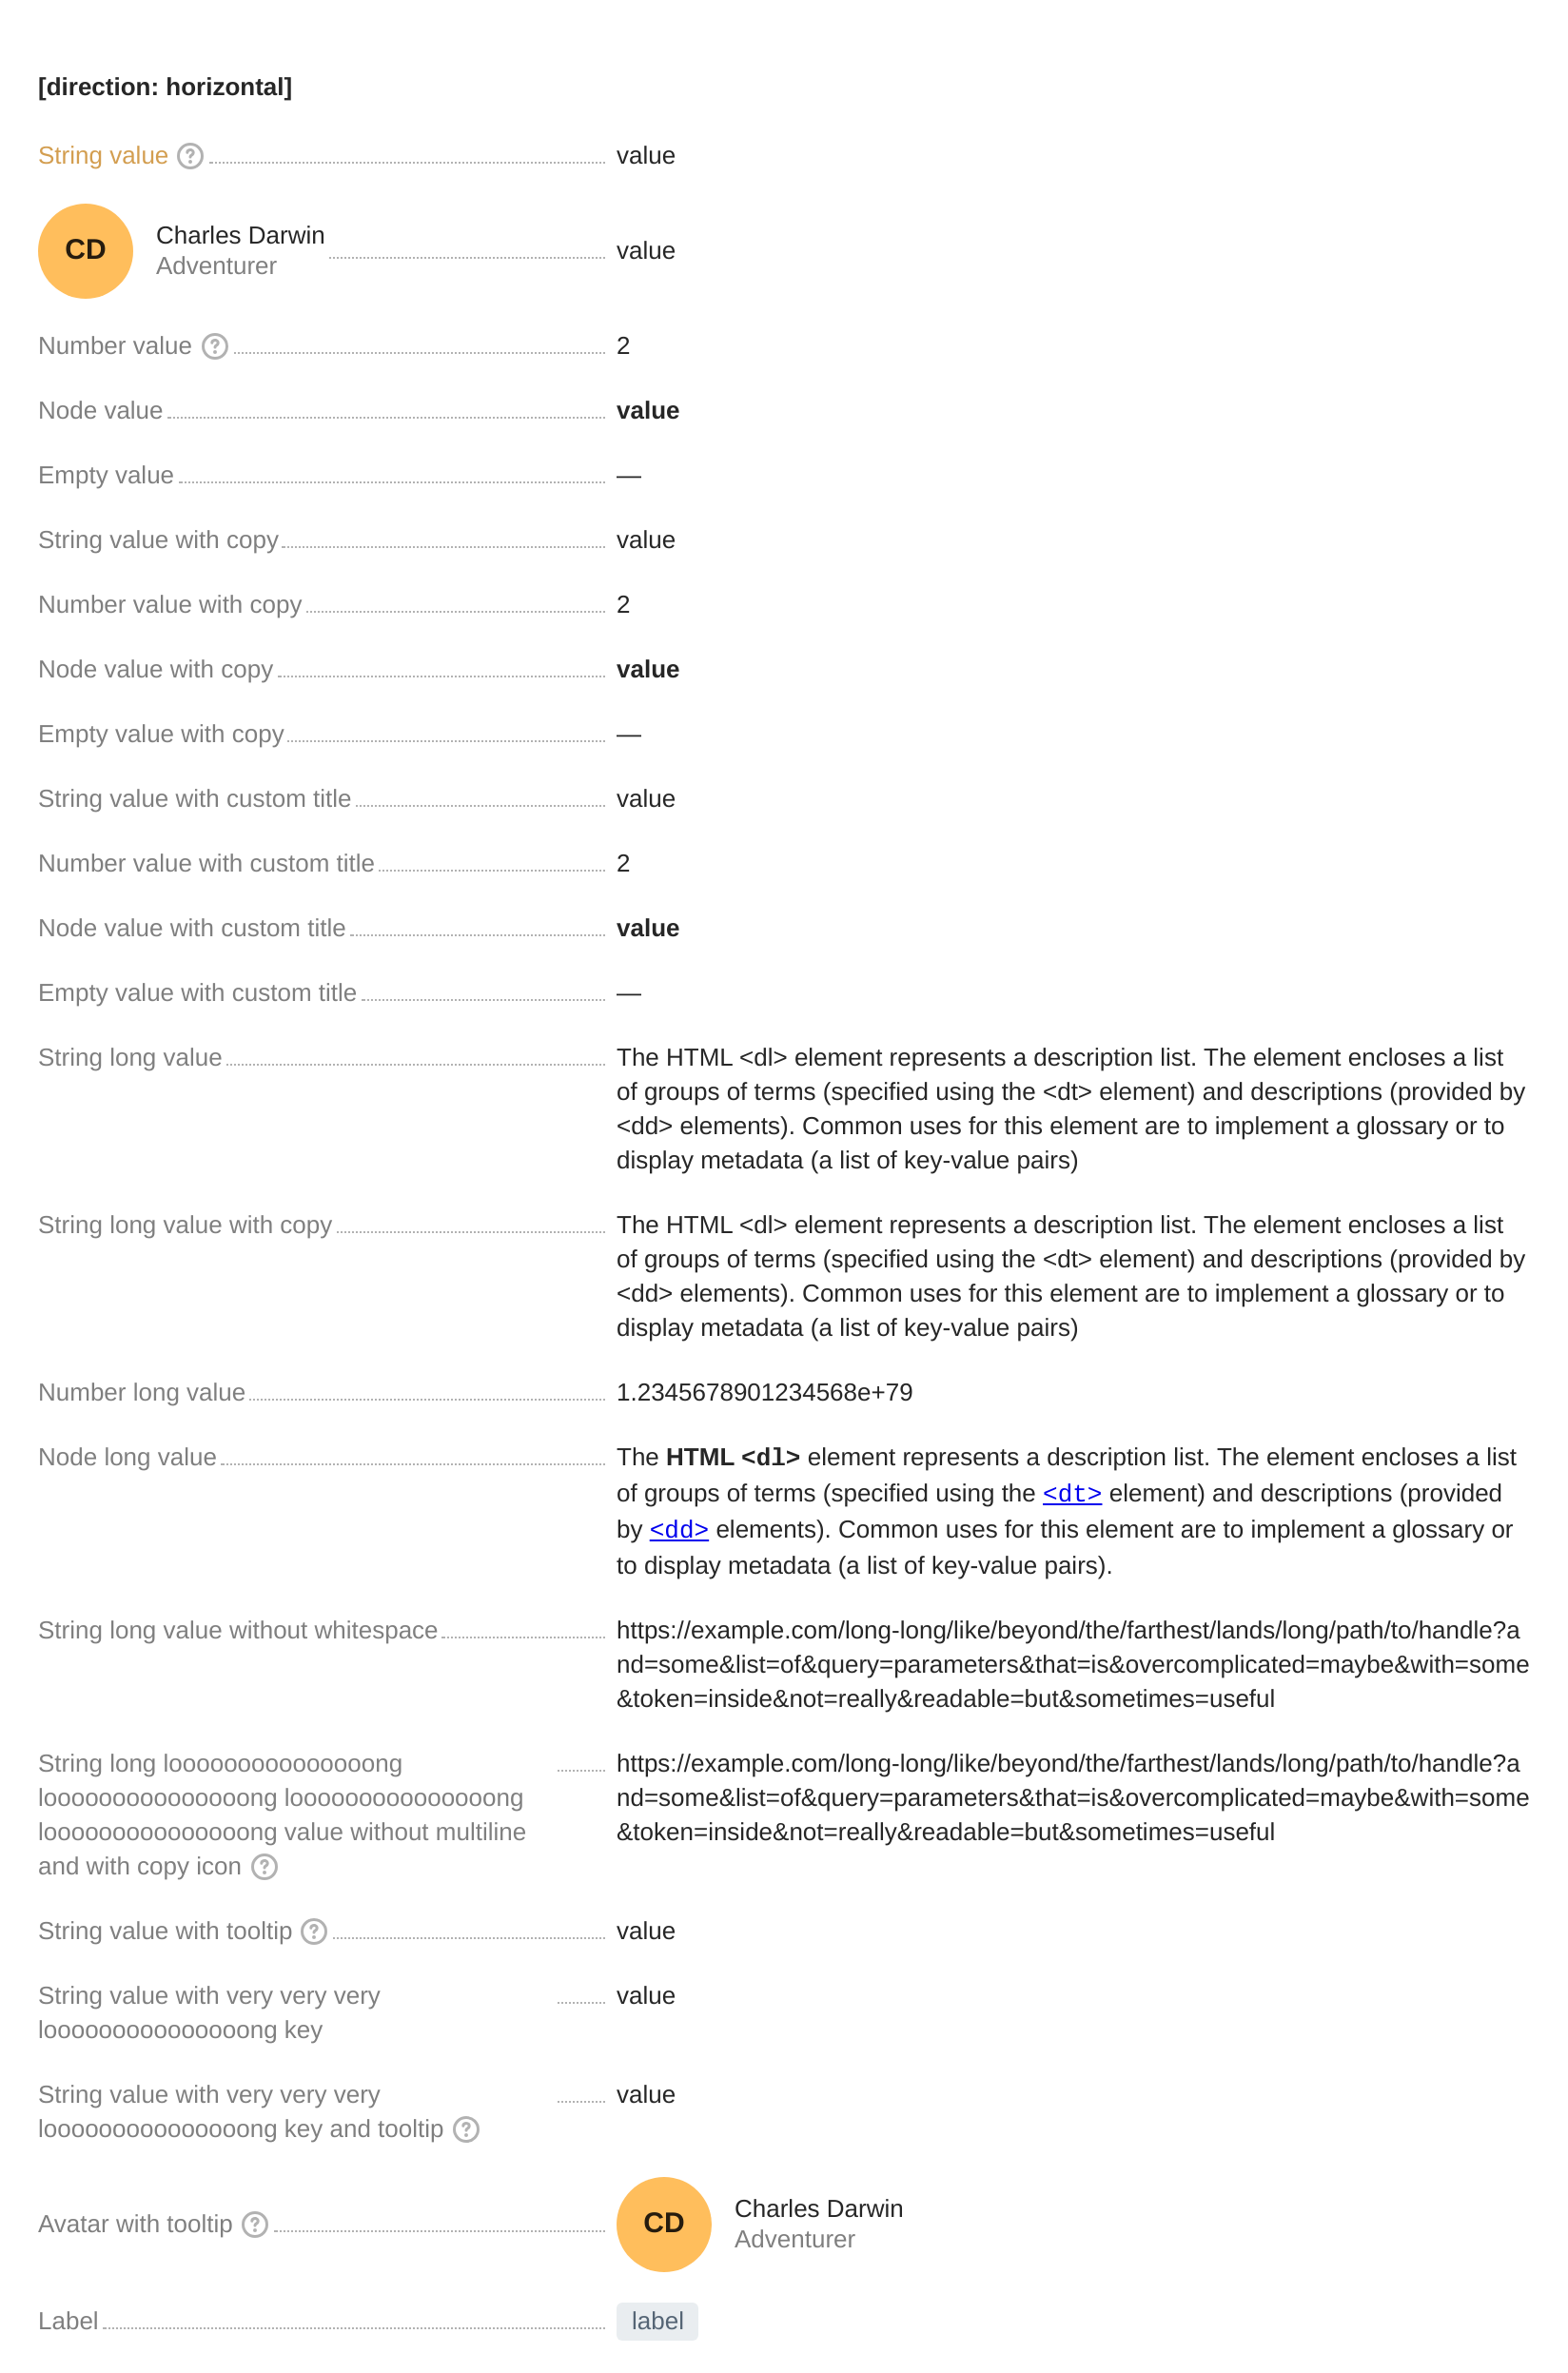 [direction: horizontal]
String value value
CD Charles Darwin value
Adventurer
Number value 2
Node value value
Empty value —
String value with copy value
Number value with copy 2
Node value with copy value
Empty value with copy —
String value with custom title value
Number value with custom title 2
Node value with custom title value
Empty value with custom title —
String long value The HTML <dl> element represents a description list. The element encloses a list
of groups of terms (specified using the <dt> element) and descriptions (provided by
<dd> elements). Common uses for this element are to implement a glossary or to
display metadata (a list of key-value pairs)
String long value with copy The HTML <dl> element represents a description list. The element encloses a list
of groups of terms (specified using the <dt> element) and descriptions (provided by
<dd> elements). Common uses for this element are to implement a glossary or to
display metadata (a list of key-value pairs)
Number long value 1.2345678901234568e+79
Node long value The HTML <dl> element represents a description list. The element encloses a list
of groups of terms (specified using the <dt> element) and descriptions (provided
by <dd> elements). Common uses for this element are to implement a glossary or
to display metadata (a list of key-value pairs).
String long value without whitespace https://example.com/long-long/like/beyond/the/farthest/lands/long/path/to/handle?a
nd=some&list=of&query=parameters&that=is&overcomplicated=maybe&with=some
&token=inside&not=really&readable=but&sometimes=useful
String long looooooooooooooong https://example.com/long-long/like/beyond/the/farthest/lands/long/path/to/handle?a
looooooooooooooong looooooooooooooong nd=some&list=of&query=parameters&that=is&overcomplicated=maybe&with=some
looooooooooooooong value without multiline &token=inside&not=really&readable=but&sometimes=useful
and with copy icon
String value with tooltip value
String value with very very very value
looooooooooooooong key
String value with very very very value
looooooooooooooong key and tooltip
Avatar with tooltip CD Charles Darwin
Adventurer
Label label